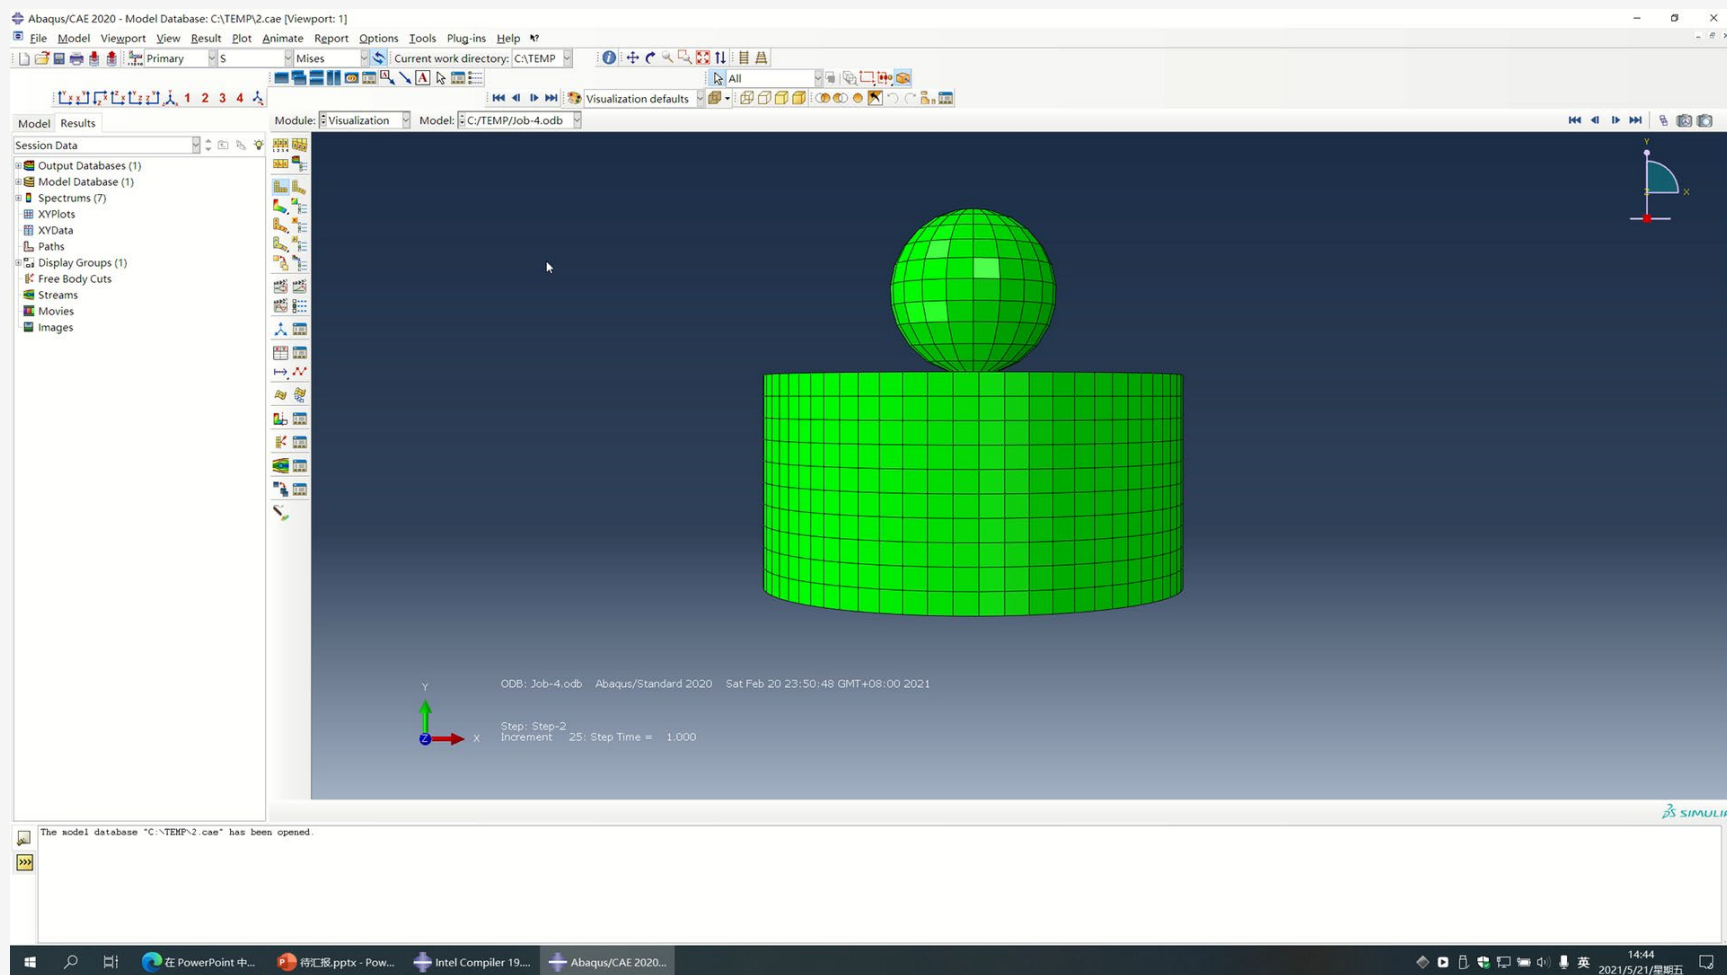 Abaqus/CAE 2020 - Model Database: C:\TEMP\2.cae [Viewport: 1]
File Model Viewport View Result Plot Animate Report Options Tools Plug-ins Help
Primary S Mises Current work directory: C:\TEMP
All
1 2 3 4 Visualization defaults
Model Results Module: Visualization Model: C:/TEMP/Job-4.odb
Session Data
Output Databases (1)
Model Database (1)
Spectrums (7)
XYPlots
XYData
Paths
Display Groups (1)
Free Body Cuts
Streams
Movies
Images
Y
X
Z
ODB: Job-4.odb Abaqus/Standard 2020 Sat Feb 20 23:50:48 GMT+08:00 2021
Y
Step: Step-2
Increment 25: Step Time = 1.000
Z X
SIMULIA
The model database "C:\TEMP\2.cae" has been opened.
>>>
在 PowerPoint 中... 待汇报.pptx - Pow... Intel Compiler 19.... Abaqus/CAE 2020... 英 14:44
2021/5/21/星期五